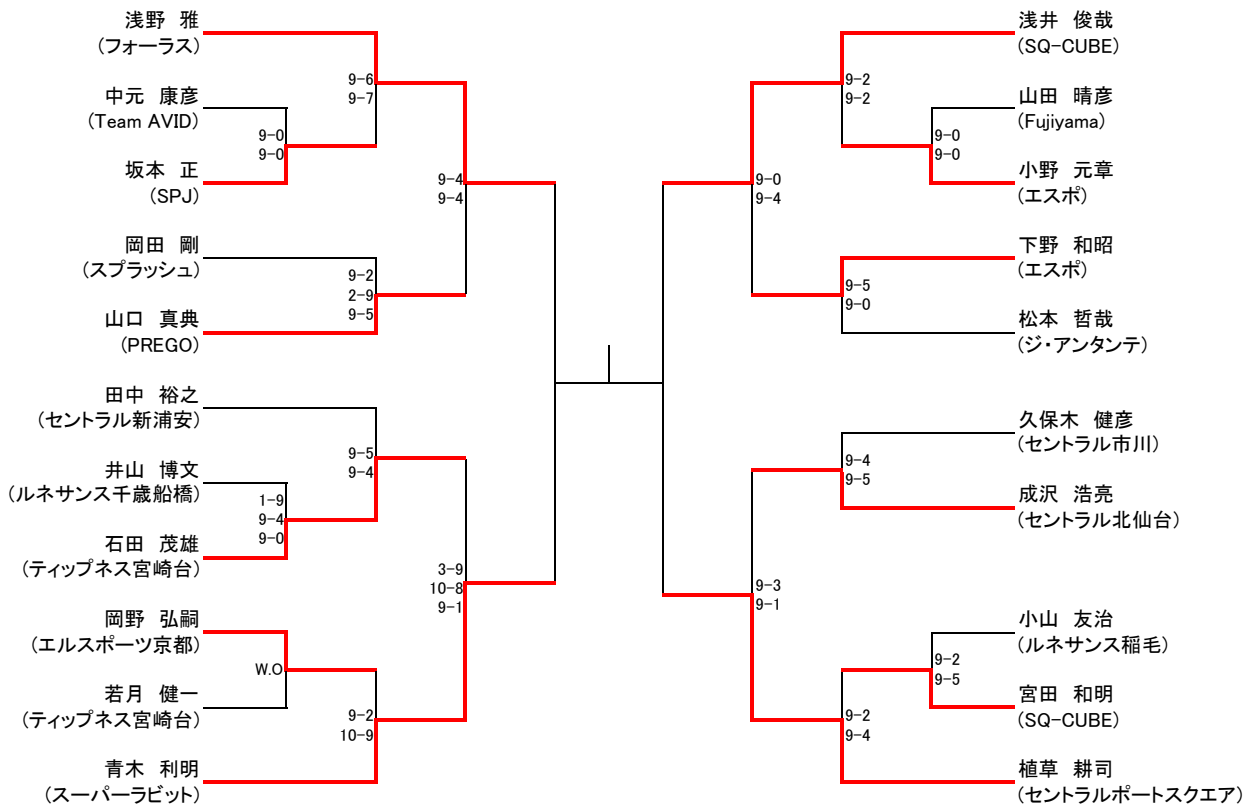 浅野 雅
(フォーラス)
9-6
9-7
中元 康彦
(Team AVID)
9-0
9-0
坂本 正
(SPJ)
9-4
9-4
岡田 剛
(スプラッシュ)
9-2
2-9
9-5
山口 真典
(PREGO)
田中 裕之
(セントラル新浦安)
9-5
9-4
井山 博文
(ルネサンス千歳船橋)
1-9
9-4
9-0
石田 茂雄
(ティップネス宮崎台)
3-9
10-8
9-1
岡野 弘嗣
(エルスポーツ京都)
W.O
若月 健一
(ティップネス宮崎台)
9-2
10-9
青木 利明
(スーパーラビット)
浅井 俊哉
(SQ-CUBE)
9-2
9-2
山田 晴彦
(Fujiyama)
9-0
9-0
小野 元章
(エスポ)
9-0
9-4
下野 和昭
(エスポ)
9-5
9-0
松本 哲哉
(ジ・アンタンテ)
久保木 健彦
(セントラル市川)
9-4
9-5
成沢 浩亮
(セントラル北仙台)
9-3
9-1
小山 友治
(ルネサンス稲毛)
9-2
9-5
宮田 和明
(SQ-CUBE)
9-2
9-4
植草 耕司
(セントラルポートスクエア)